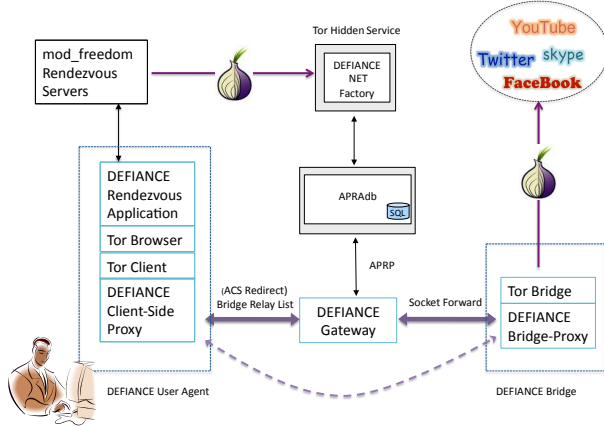 Tor Hidden Service
YouTube
Twitter
skype
FaceBook
mod_freedom
Rendezvous
Servers
DEFIANCE
NET
Factory
DEFIANCE
Rendezvous
Application
Tor Browser
Tor Client
DEFIANCE
Client-Side
Proxy
APRAdb
SQL
APRP
(ACS Redirect)
Bridge Relay List
DEFIANCE
Gateway
Socket Forward
Tor Bridge
DEFIANCE
Bridge-Proxy
DEFIANCE User Agent
DEFIANCE Bridge